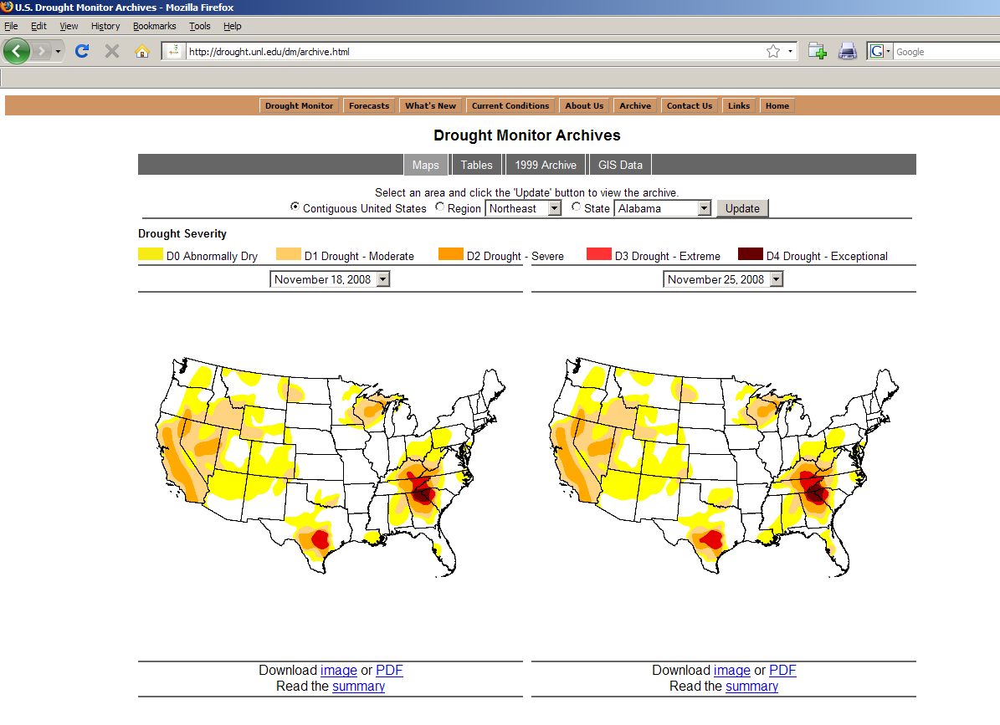 U.S. Drought Monitor Archives - Mozilla Firefox
File Edit View History Bookmarks Tools Help
http://drought.unl.edu/dm/archive.html G Google
Drought Monitor Forecasts What's New Current Conditions About Us Archive Contact Us Links Home
Drought Monitor Archives
Maps Tables 1999 Archive GIS Data
Select an area and click the 'Update' button to view the archive.
Contiguous United States Region Northeast State Alabama Update
Drought Severity
D0 Abnormally Dry D1 Drought - Moderate D2 Drought - Severe D3 Drought - Extreme D4 Drought - Exceptional
November 18, 2008 November 25, 2008
Download image or PDF Download image or PDF
Read the summary Read the summary